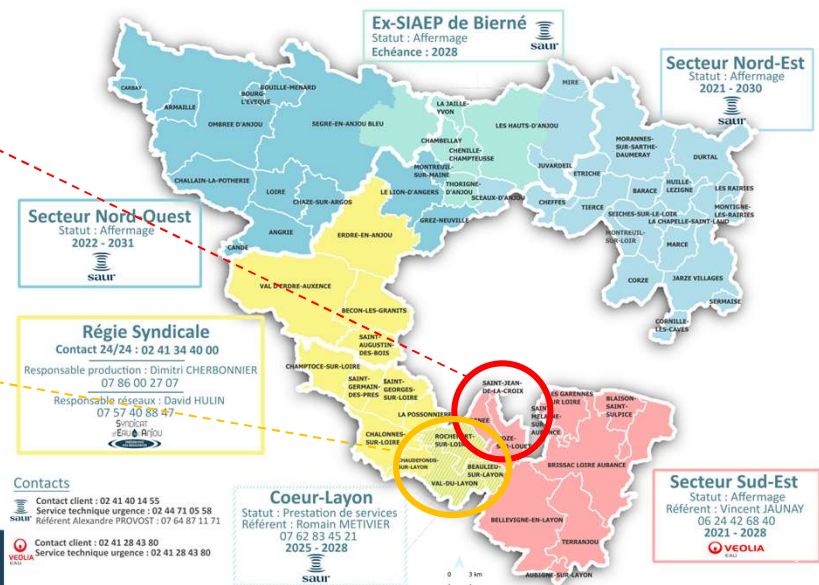 Ex-SIAEP de Bierné
Statut : Affermage
Echéance : 2028
saur
Secteur Nord-Est
Statut : Affermage
2021 - 2030
saur
CARBAY
ARMAILLE
BOURG-
L'EVEQUE
BOUILLE-MENARD
OMBREE D'ANJOU
SEGRE-EN-ANJOU BLEU
LA JAILLE-
YVON
MIRE
CHAMBELLAY
LES HAUTS-D'ANJOU
CHENILLE-
CHAMPTEUSSE
MONTREUIL-
SUR-MAINE
THORIGNE-
D'ANJOU
SCEAUX-D'ANJOU
JUVARDEIL
ETRICHE
CHEFFES
TIERCE
MORANNES-
SUR-SARTHE-
DAUMERAY
DURTAL
BARACE
HUILLE-
LEZIGNE
LES RAIRIES
MONTIGNE-
LES-RAIRIES
SEICHES-SUR-LE-LOIR
LA CHAPELLE-SAINT-LAUD
MONTREUIL-
SUR-LOIR
MARCE
CORZE
JARZE VILLAGES
SERMAISE
CORNILLE-
LES-CAVES
CHALLAIN-LA-POTHERIE
LOIRE
CHAZE-SUR-ARGOS
LE LION-D'ANGERS
GREZ-NEUVILLE
ANGRIE
CANDE
ERDRE-EN-ANJOU
Secteur Nord-Ouest
Statut : Affermage
2022 - 2031
saur
VAL D'ERDRE-AUXENCE
BECON-LES-GRANITS
SAINT-
AUGUSTIN
DES-BOIS
Régie Syndicale
Contact 24/24 : 02 41 34 40 00
Responsable production : Dimitri CHERBONNIER
07 86 00 27 07
Responsable réseaux : David HULIN
07 57 40 88 47
SYNDICAT
D'EAU DE L'ANJOU
CHAMPTOCE-SUR-LOIRE
SAINT-
GERMAIN-
DES-PRES
SAINT-
GEORGES-
SUR-LOIRE
LA POSSONNIERE
CHALONNES-
SUR-LOIRE
SAINT-JEAN-
DE-LA-CROIX
ROCHEFORT-
SUR-LOIRE
CHAUDEFONDS-
SUR-LAYON
BEAULIEU-
SUR-LAYON
VAL-DU-LAYON
LES GARENNES
SUR LOIRE
BLAISON-
SAINT-
SULPICE
BRISSAC LOIRE AUBANCE
BELLEVIGNE-EN-LAYON
TERRANJOU
AUBIGNE-SUR-LAYON
Coeur-Layon
Statut : Prestation de services
Référent : Romain METIVIER
07 62 83 45 21
2025 - 2028
saur
Secteur Sud-Est
Statut : Affermage
Référent : Vincent JAUNAY
06 24 42 68 40
2021 - 2028
VEOLIA
EAU
Contacts
saur
Contact client : 02 41 40 14 55
Service technique urgence : 02 44 71 05 58
Référent Alexandre PROVOST : 07 64 87 11 71
VEOLIA
EAU
Contact client : 02 41 28 43 80
Service technique urgence : 02 41 28 43 80
0 3 km